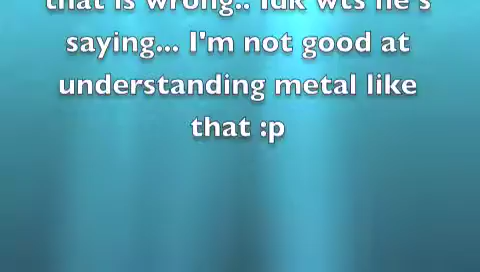 that is wrong.. Idk wts he's
saying... I'm not good at
understanding metal like
that :p